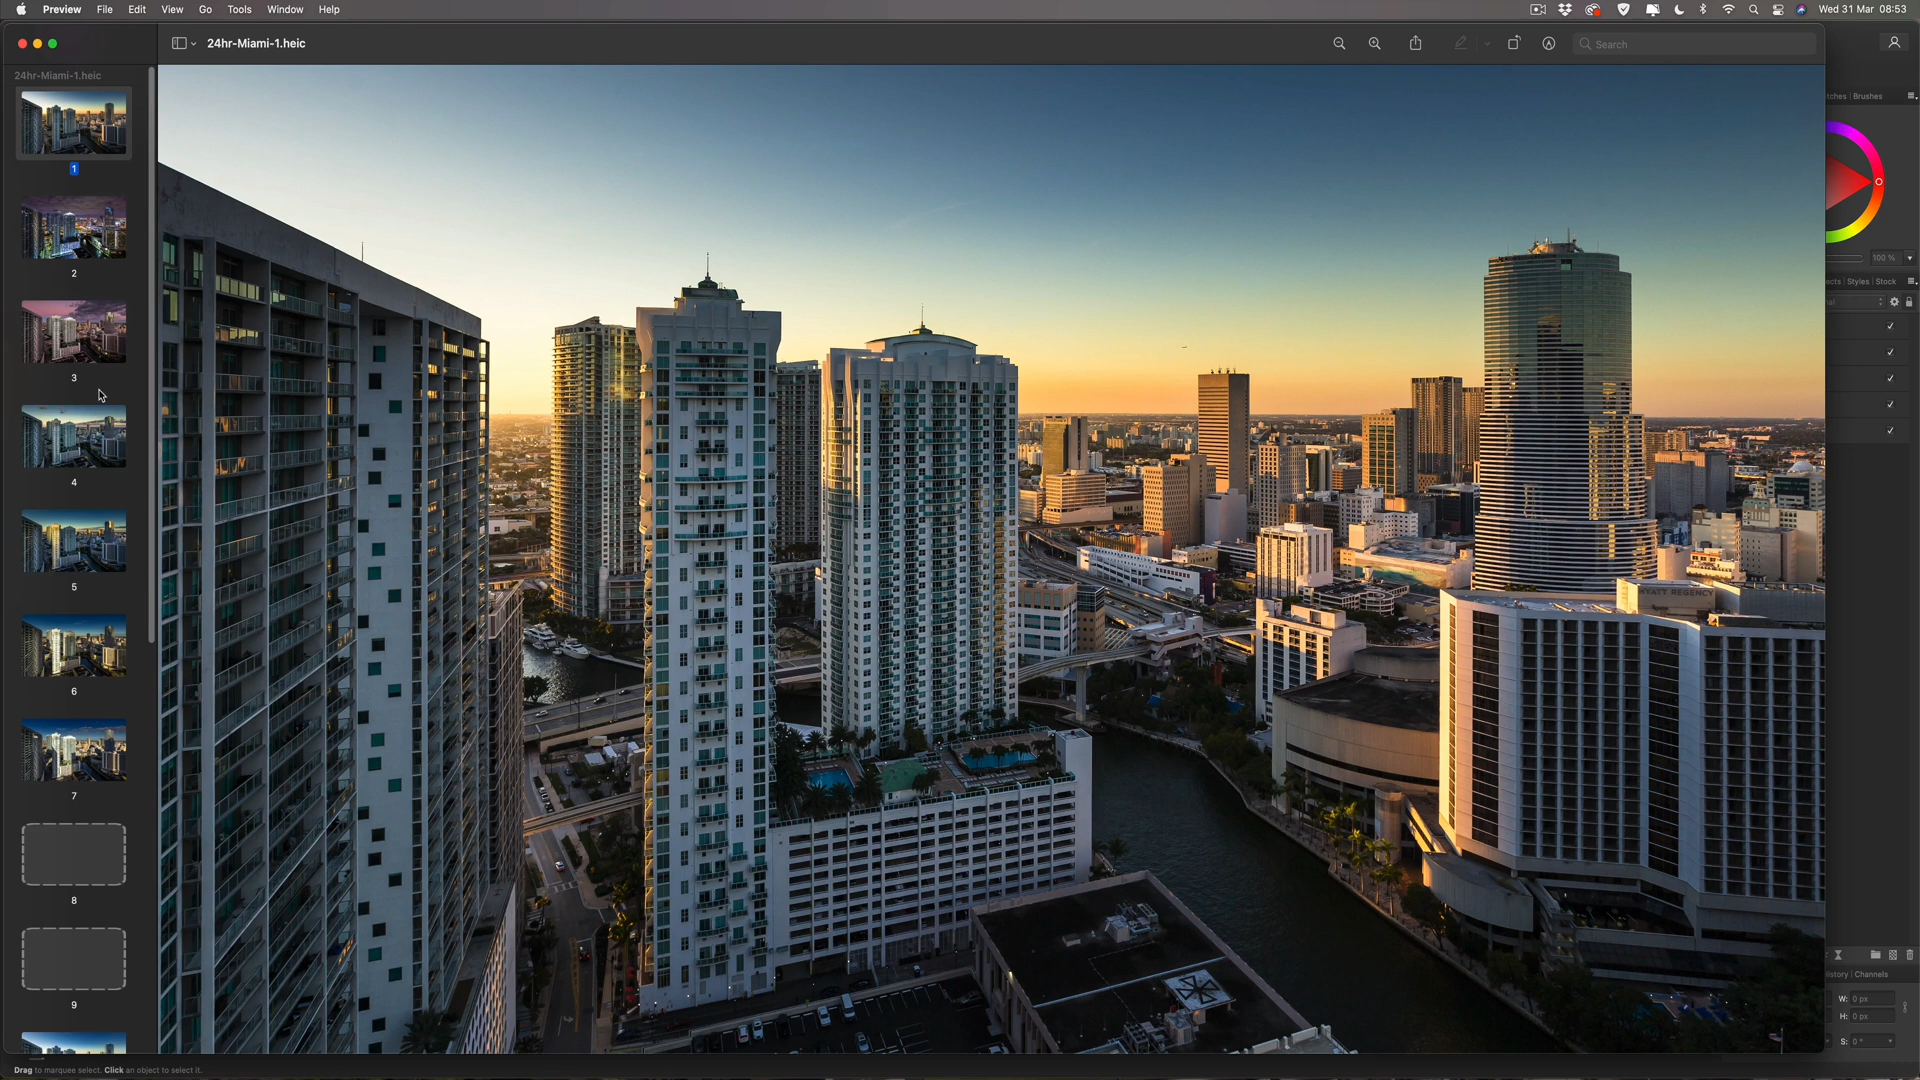 Preview File Edit View Go Tools Window Help
Wed 31 Mar 08:53
24hr-Miami-1.heic
Search
24hr-Miami-1.heic
1
2
3
4
5
6
7
8
9
Brushes
100 %
Styles Stock
HYATT REGENCY
Channels
W: 0 px
H: 0 px
S: 0 °
Drag to marquee select. Click an object to select it.